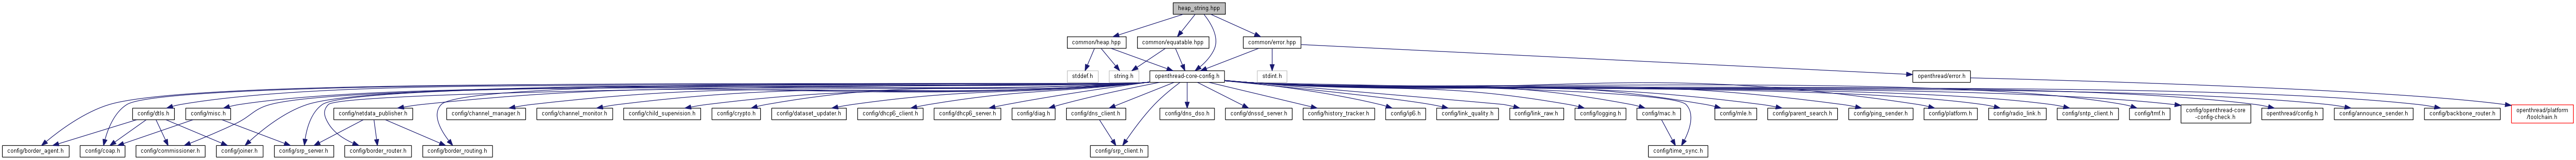 heap_string.hpp
common/heap.hpp
common/equatable.hpp
common/error.hpp
stddef.h
string.h
openthread-core-config.h
stdint.h
openthread/error.h
config/dtls.h
config/misc.h
config/netdata_publisher.h
config/channel_manager.h
config/channel_monitor.h
config/child_supervision.h
config/crypto.h
config/dataset_updater.h
config/dhcp6_client.h
config/dhcp6_server.h
config/diag.h
config/dns_client.h
config/dns_dso.h
config/dnssd_server.h
config/history_tracker.h
config/ip6.h
config/link_quality.h
config/link_raw.h
config/logging.h
config/mac.h
config/mle.h
config/parent_search.h
config/ping_sender.h
config/platform.h
config/radio_link.h
config/sntp_client.h
config/tmf.h
config/openthread-core
-config-check.h
openthread/config.h
config/announce_sender.h
config/backbone_router.h
openthread/platform
/toolchain.h
config/border_agent.h
config/coap.h
config/commissioner.h
config/joiner.h
config/srp_server.h
config/border_router.h
config/border_routing.h
config/srp_client.h
config/time_sync.h